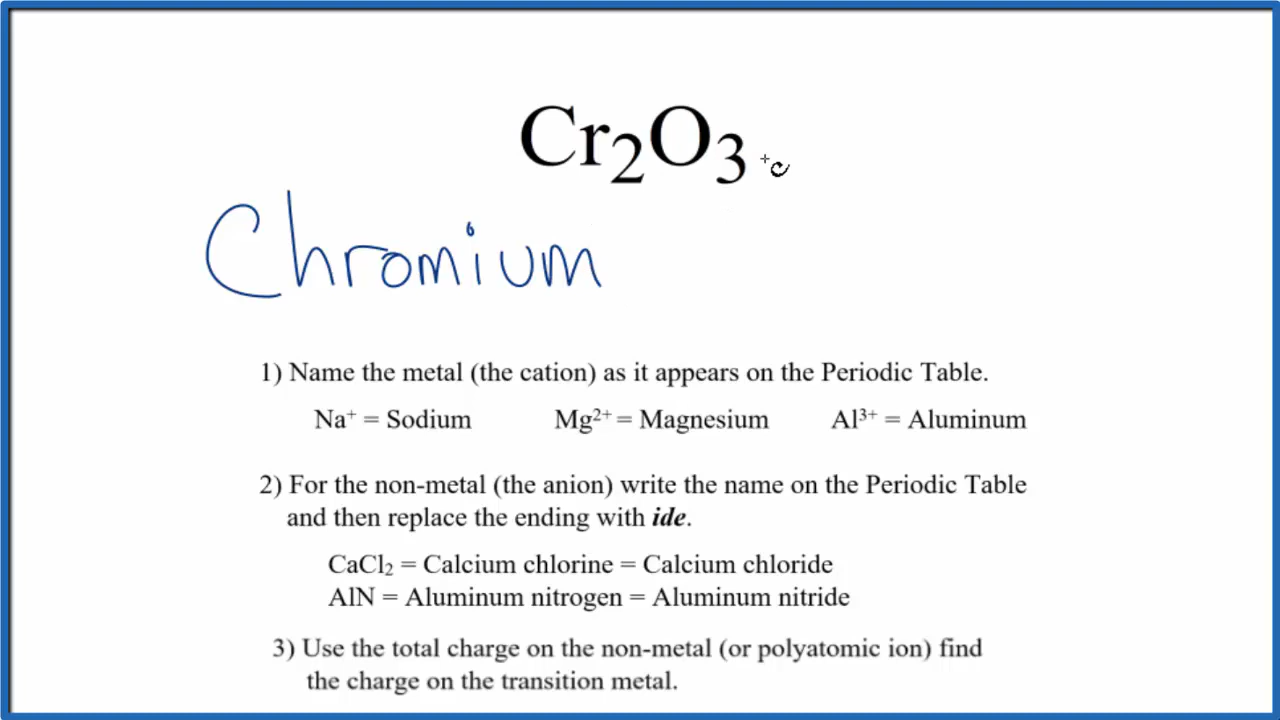 Cr₂O₃
Chromium
1) Name the metal (the cation) as it appears on the Periodic Table.
Na⁺ = Sodium Mg²⁺ = Magnesium Al³⁺ = Aluminum
2) For the non-metal (the anion) write the name on the Periodic Table
and then replace the ending with ide.
CaCl₂ = Calcium chlorine = Calcium chloride
AlN = Aluminum nitrogen = Aluminum nitride
3) Use the total charge on the non-metal (or polyatomic ion) find
the charge on the transition metal.